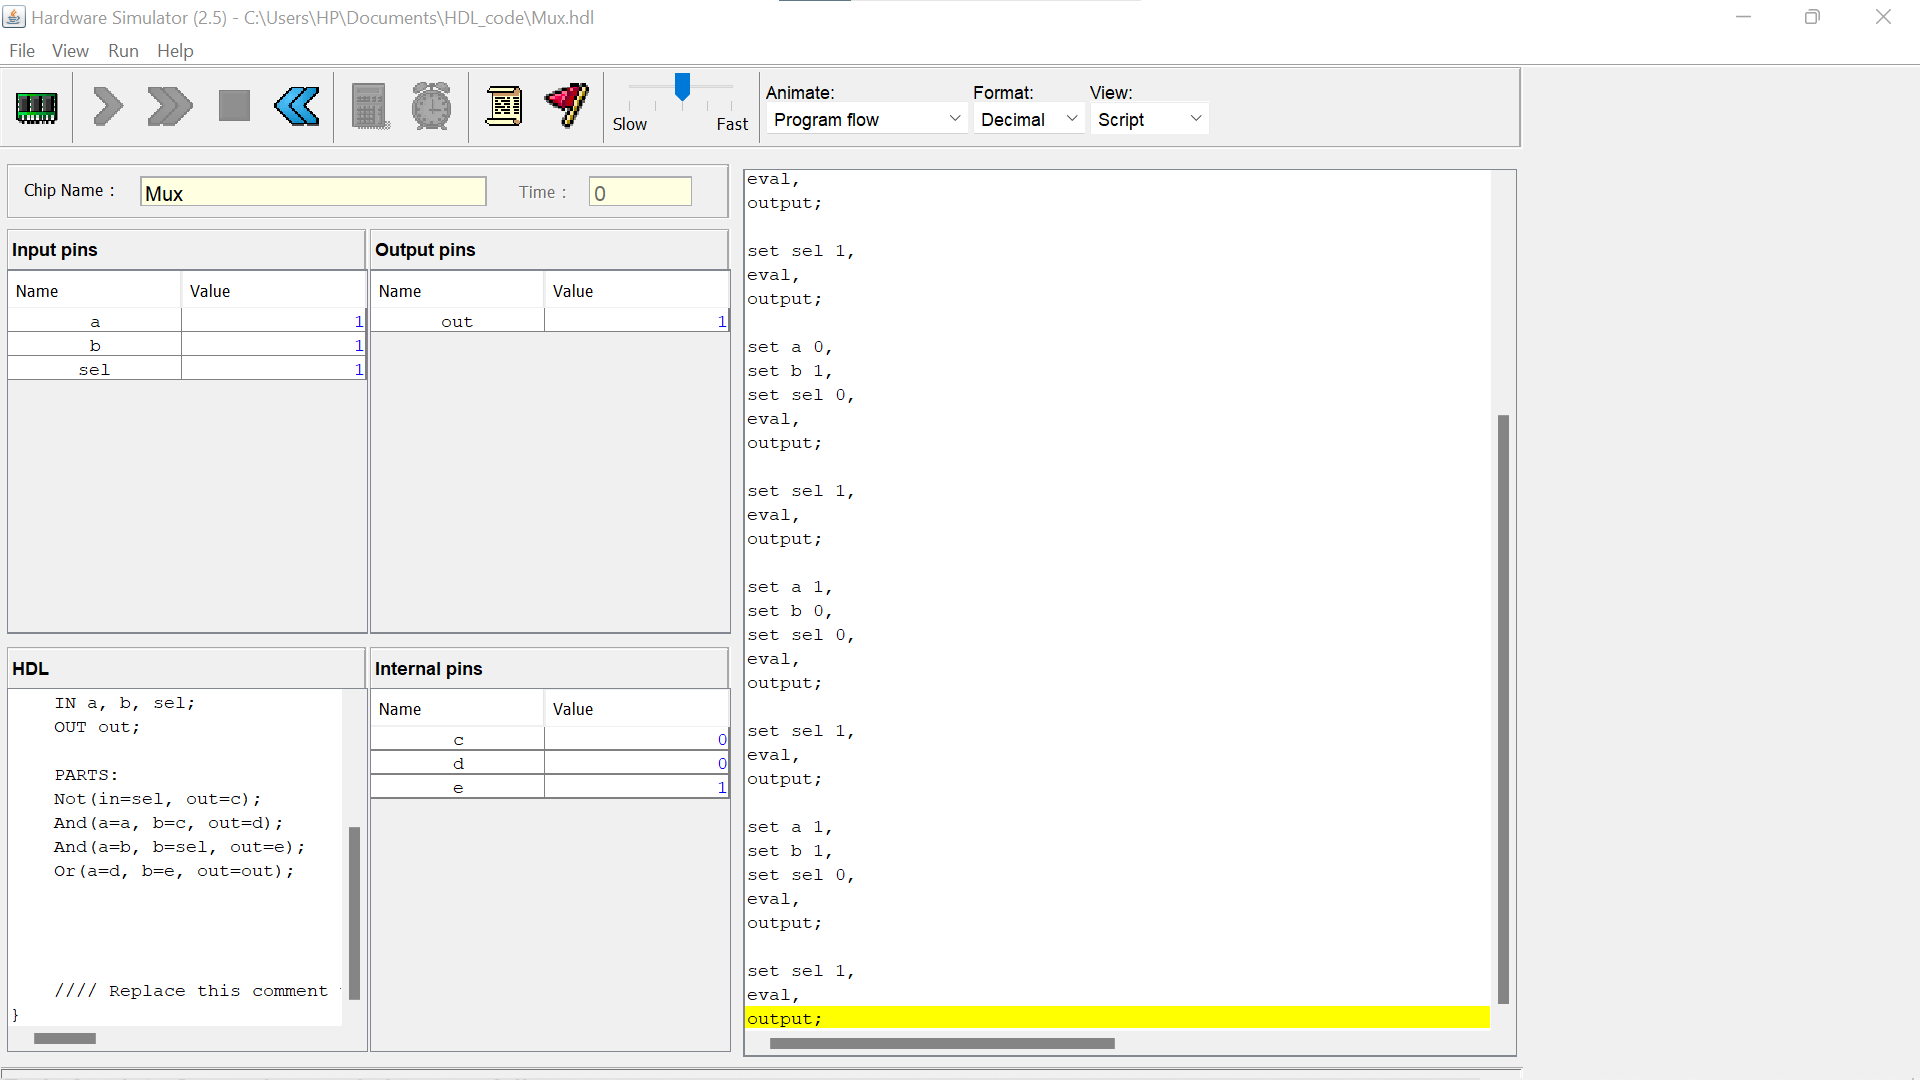 Hardware Simulator (2.5) - C:\Users\HP\Documents\HDL_code\Mux.hdl
File View Run Help
Animate: Format: View:
Slow Fast Program flow Decimal Script
Chip Name : Mux Time : 0
Input pins
Name Value
a 1
b 1
sel 1
Output pins
Name Value
out 1
HDL
IN a, b, sel;
OUT out;
PARTS:
Not(in=sel, out=c);
And(a=a, b=c, out=d);
And(a=b, b=sel, out=e);
Or(a=d, b=e, out=out);
//// Replace this comment
}
Internal pins
Name Value
c 0
d 0
e 1
eval,
output;
set sel 1,
eval,
output;
set a 0,
set b 1,
set sel 0,
eval,
output;
set sel 1,
eval,
output;
set a 1,
set b 0,
set sel 0,
eval,
output;
set sel 1,
eval,
output;
set a 1,
set b 1,
set sel 0,
eval,
output;
set sel 1,
eval,
output;